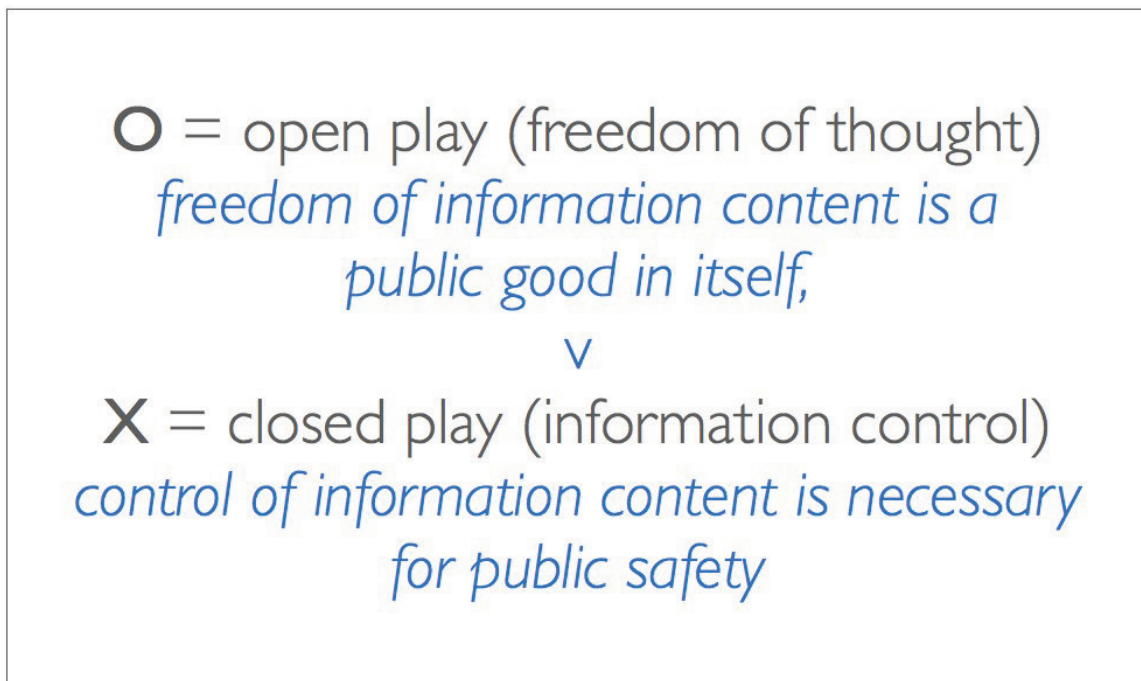 O = open play (freedom of thought)
freedom of information content is a
public good in itself,
v
X = closed play (information control)
control of information content is necessary
for public safety